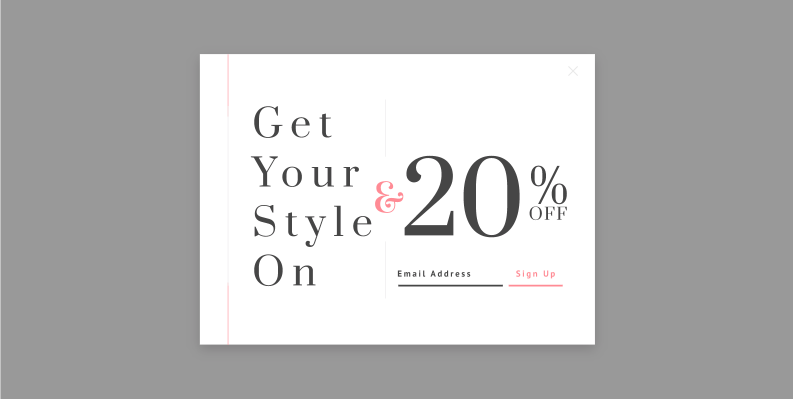 Get
Your
Style
On
& 20% OFF
Email Address
Sign Up